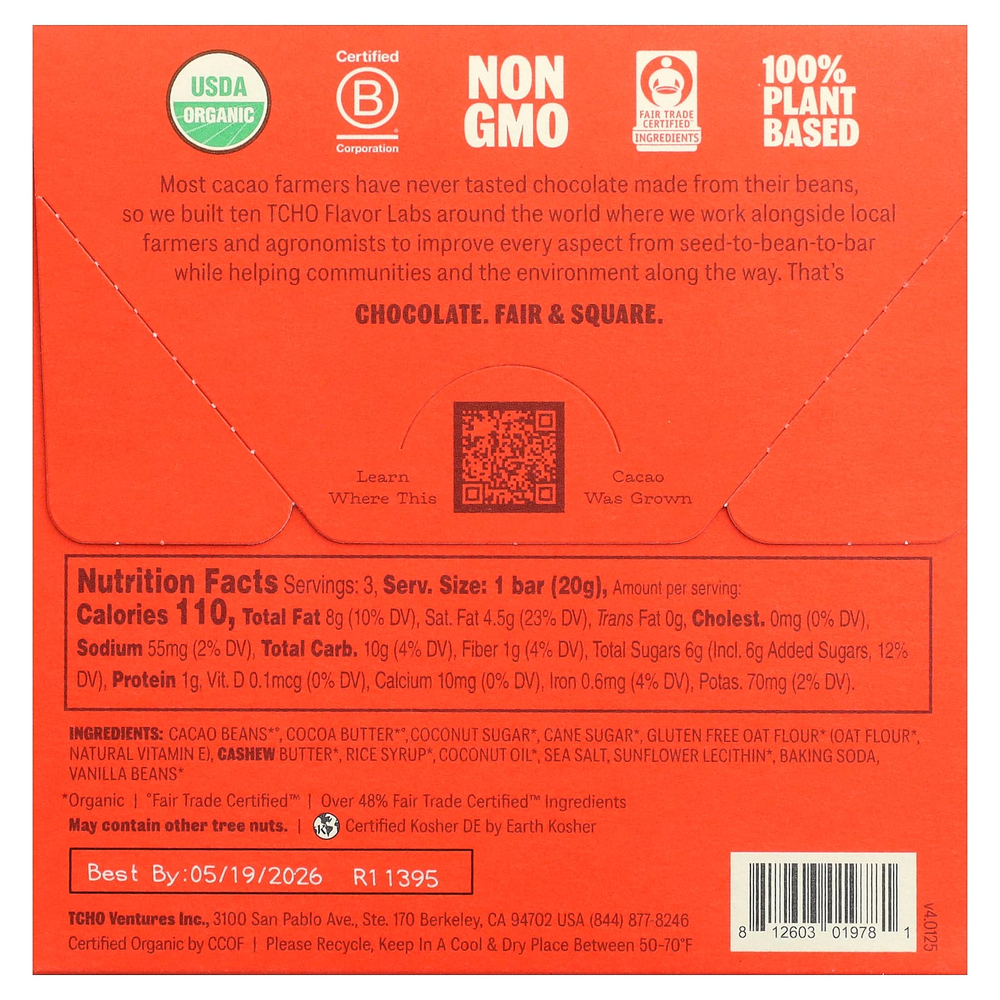 USDA
ORGANIC
Certified
B
®
Corporation
NON
GMO
FAIR TRADE
CERTIFIED™
INGREDIENTS
100%
PLANT
BASED
Most cacao farmers have never tasted chocolate made from their beans,
so we built ten TCHO Flavor Labs around the world where we work alongside local
farmers and agronomists to improve every aspect from seed-to-bean-to-bar
while helping communities and the environment along the way. That's
CHOCOLATE. FAIR & SQUARE.
Learn
Where This
Cacao
Was Grown
Nutrition Facts Servings: 3, Serv. Size: 1 bar (20g), Amount per serving:
Calories 110, Total Fat 8g (10% DV), Sat. Fat 4.5g (23% DV), Trans Fat 0g, Cholest. 0mg (0% DV),
Sodium 55mg (2% DV), Total Carb. 10g (4% DV), Fiber 1g (4% DV), Total Sugars 6g (Incl. 6g Added Sugars, 12%
DV), Protein 1g, Vit. D 0.1mcg (0% DV), Calcium 10mg (0% DV), Iron 0.6mg (4% DV), Potas. 70mg (2% DV).
INGREDIENTS: CACAO BEANS*°, COCOA BUTTER*°, COCONUT SUGAR*, CANE SUGAR*, GLUTEN FREE OAT FLOUR* (OAT FLOUR*,
NATURAL VITAMIN E), CASHEW BUTTER*, RICE SYRUP*, COCONUT OIL*, SEA SALT, SUNFLOWER LECITHIN*, BAKING SODA,
VANILLA BEANS*
*Organic | °Fair Trade Certified™ | Over 48% Fair Trade Certified™ Ingredients
May contain other tree nuts. | K Certified Kosher DE by Earth Kosher
Best By:05/19/2026 R11395
TCHO Ventures Inc., 3100 San Pablo Ave., Ste. 170 Berkeley, CA 94702 USA (844) 877-8246
Certified Organic by CCOF | Please Recycle, Keep In A Cool & Dry Place Between 50-70°F
8 12603 01978 1
v4.0125